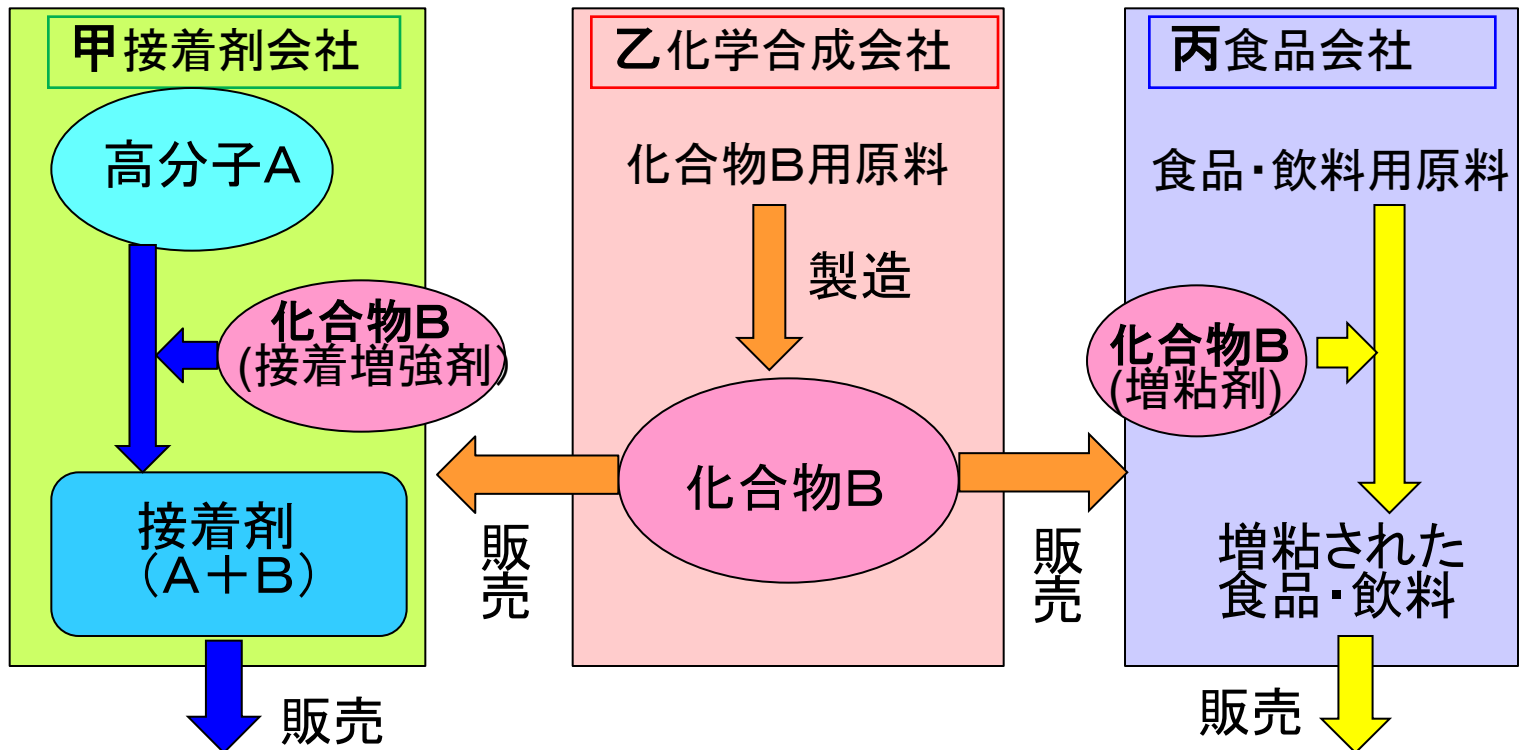 甲接着剤会社
高分子A
化合物B
(接着増強剤)
接着剤
（A＋B）
販売
乙化学合成会社
化合物B用原料
製造
化合物B
販売
販売
丙食品会社
食品・飲料用原料
化合物B
(増粘剤)
増粘された
食品・飲料
販売